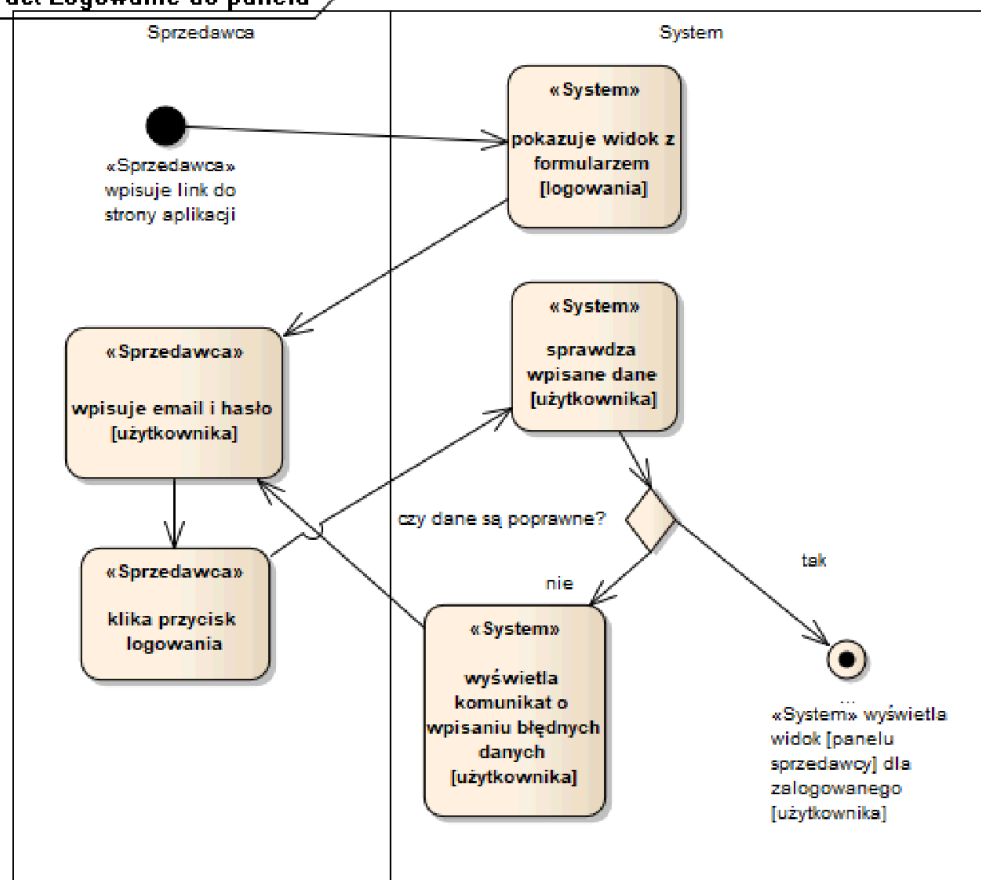 act Logowanie do panelu
Sprzedawca
System
«Sprzedawca»
wpisuje link do
strony aplikacji
«System»
pokazuje widok z
formularzem
[logowania]
«Sprzedawca»
wpisuje email i hasło
[użytkownika]
«System»
sprawdza
wpisane dane
[użytkownika]
czy dane są poprawne?
tak
nie
«Sprzedawca»
klika przycisk
logowania
«System»
wyświetla
komunikat o
wpisaniu błędnych
danych
[użytkownika]
...
«System» wyświetla
widok [panelu
sprzedawcy] dla
zalogowanego
[użytkownika]